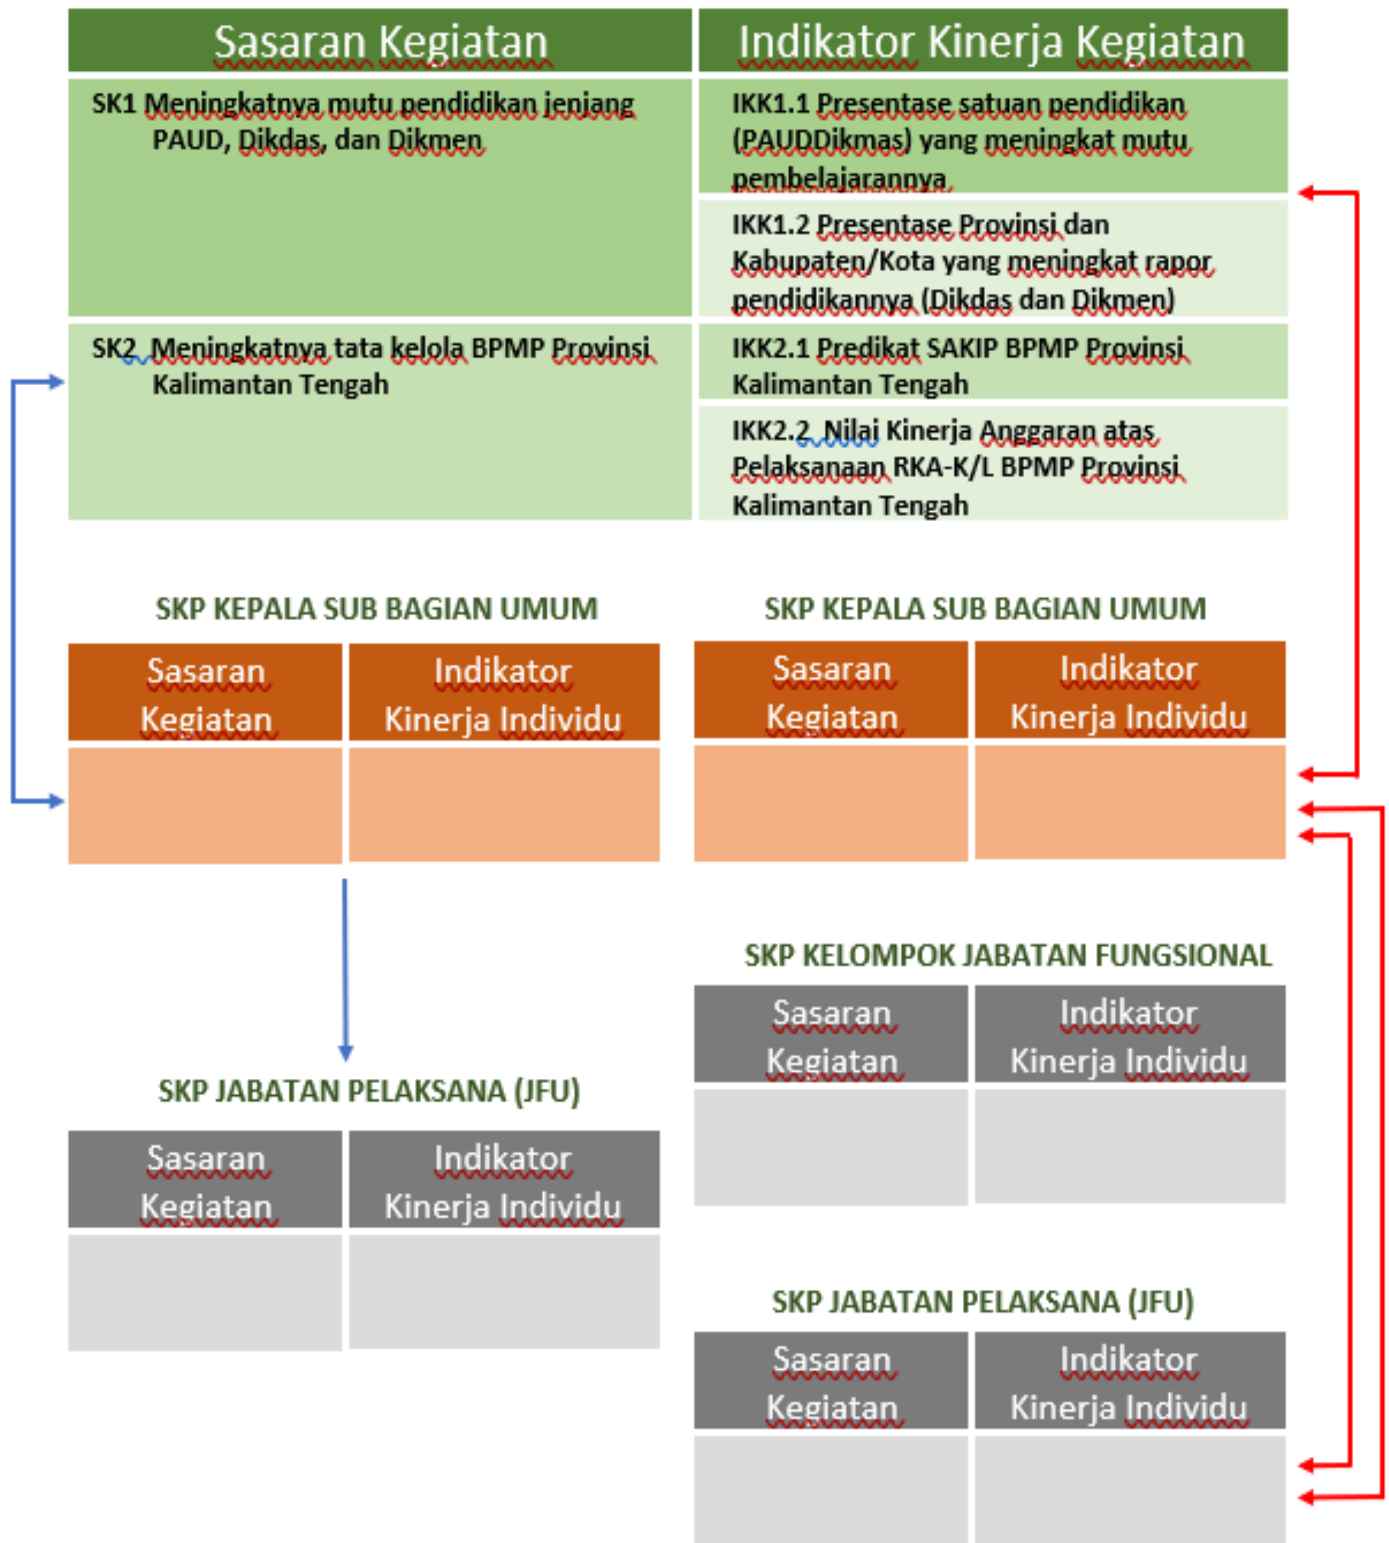 Sasaran Kegiatan
Indikator Kinerja Kegiatan
SK1 Meningkatnya mutu pendidikan jenjang
PAUD, Dikdas, dan Dikmen
IKK1.1 Presentase satuan pendidikan
(PAUDDikmas) yang meningkat mutu
pembelajarannya
IKK1.2 Presentase Provinsi dan
Kabupaten/Kota yang meningkat rapor
pendidikannya (Dikdas dan Dikmen)
SK2 Meningkatnya tata kelola BPMP Provinsi
Kalimantan Tengah
IKK2.1 Predikat SAKIP BPMP Provinsi
Kalimantan Tengah
IKK2.2 Nilai Kinerja Anggaran atas
Pelaksanaan RKA-K/L BPMP Provinsi
Kalimantan Tengah
SKP KEPALA SUB BAGIAN UMUM
Sasaran
Kegiatan
Indikator
Kinerja Individu
SKP KEPALA SUB BAGIAN UMUM
Sasaran
Kegiatan
Indikator
Kinerja Individu
SKP KELOMPOK JABATAN FUNGSIONAL
Sasaran
Kegiatan
Indikator
Kinerja Individu
SKP JABATAN PELAKSANA (JFU)
Sasaran
Kegiatan
Indikator
Kinerja Individu
SKP JABATAN PELAKSANA (JFU)
Sasaran
Kegiatan
Indikator
Kinerja Individu